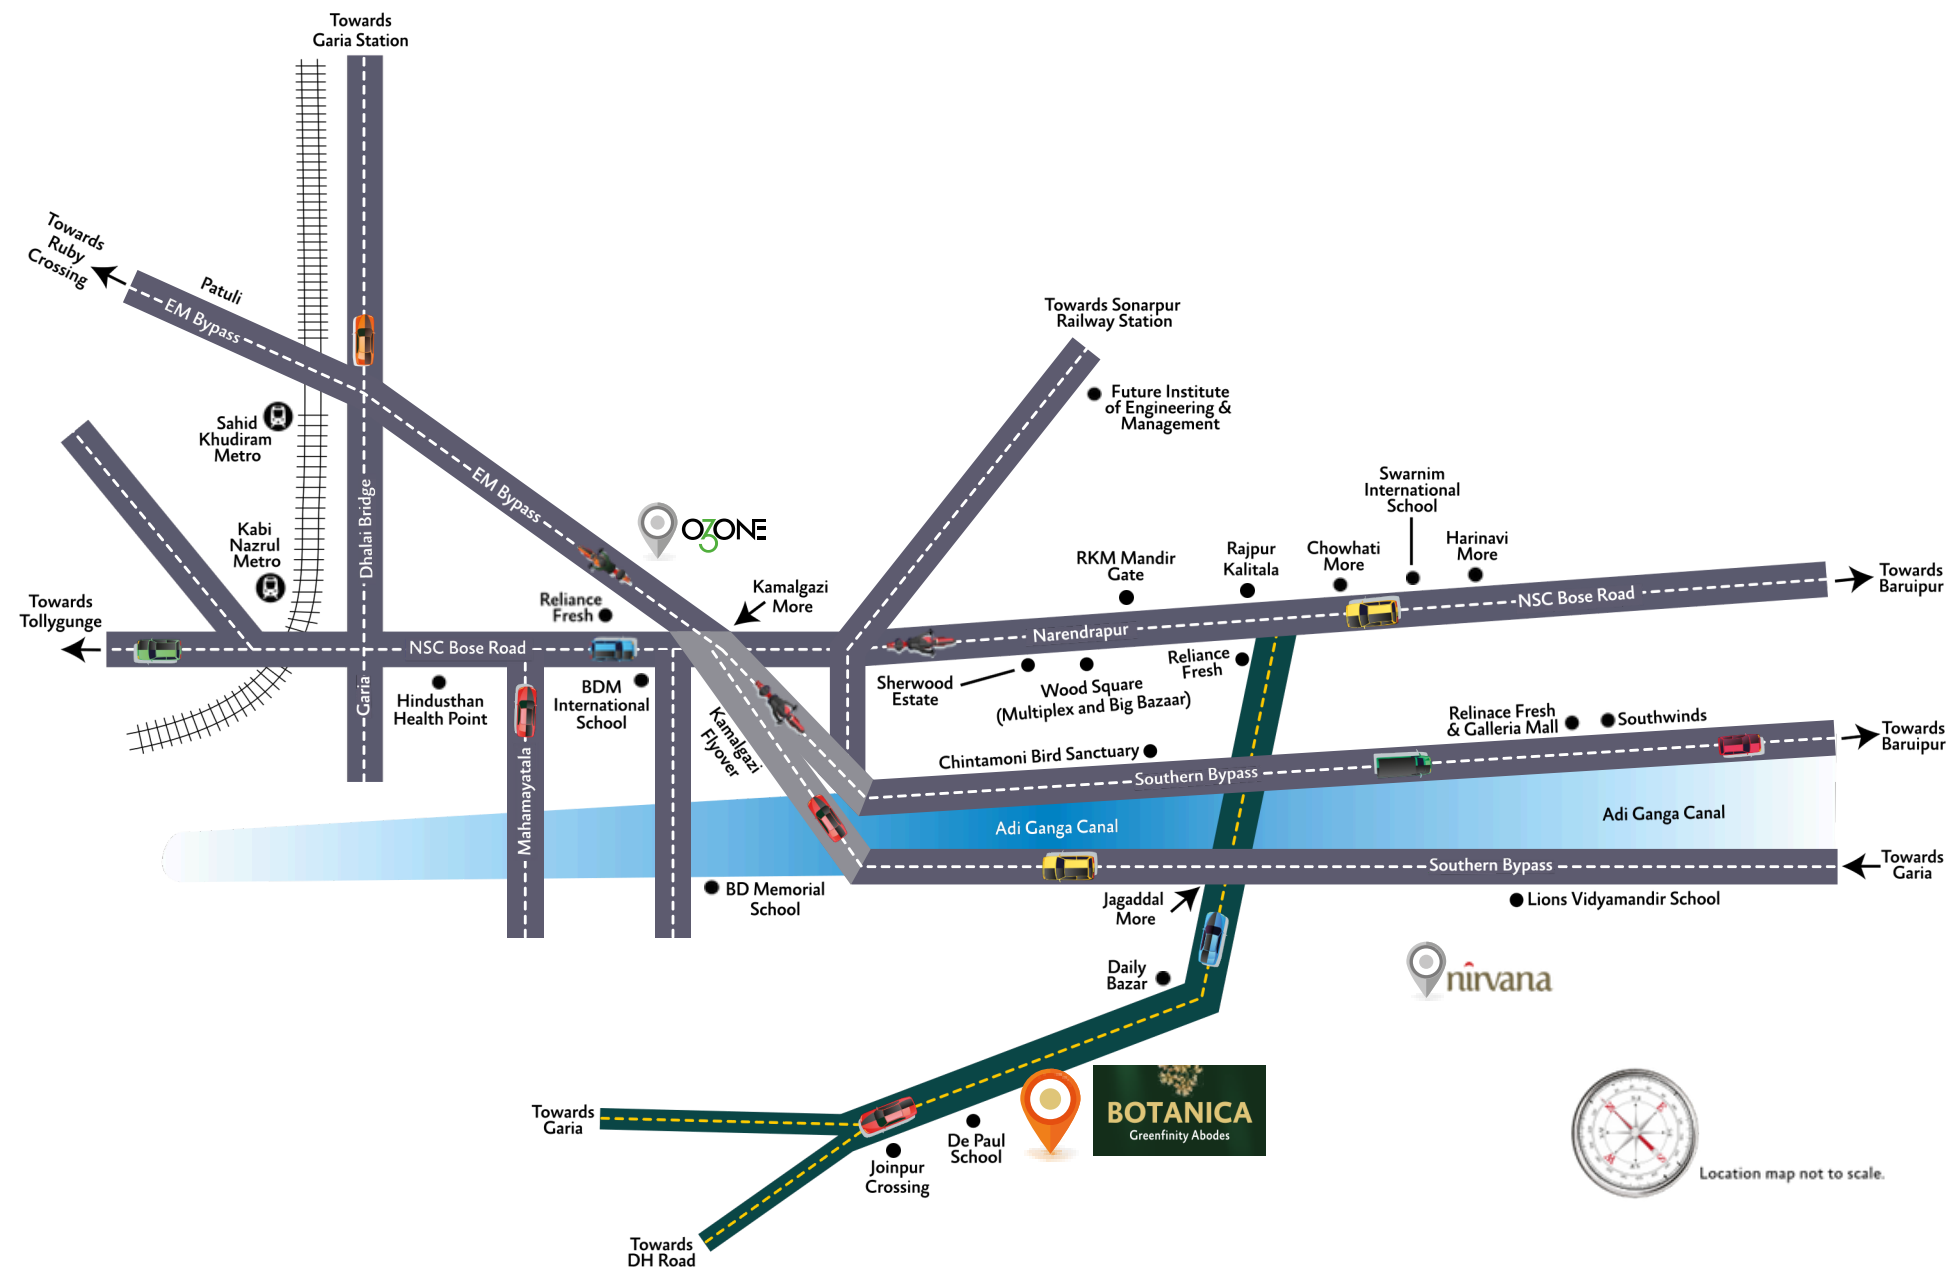 Towards
Garia Station
Towards
Ruby
Crossing
Patuli
EM Bypass
Sahid
Khudiram
Metro
Kabi
Nazrul
Metro
Towards
Tollygunge
Dhalai Bridge
Garia
EM Bypass
O3ONE
Kamalgazi
More
Reliance
Fresh
NSC Bose Road
Hindusthan
Health Point
BDM
International
School
Mahamayatala
Kamalgazi
Flyover
BD Memorial
School
Towards Sonarpur
Railway Station
Future Institute
of Engineering &
Management
RKM Mandir
Gate
Rajpur
Kalitala
Chowhati
More
Swarnim
International
School
Harinavi
More
Towards
Baruipur
NSC Bose Road
Narendrapur
Sherwood
Estate
Wood Square
(Multiplex and Big Bazaar)
Reliance
Fresh
Chintamoni Bird Sanctuary
Relinace Fresh
& Galleria Mall
Southwinds
Towards
Baruipur
Southern Bypass
Adi Ganga Canal
Adi Ganga Canal
Southern Bypass
Towards
Garia
Jagaddal
More
Lions Vidyamandir School
Daily
Bazar
nirvana
BOTANICA
Greenfinity Abodes
Towards
Garia
De Paul
School
Joinpur
Crossing
Towards
DH Road
N
E
W
S
Location map not to scale.